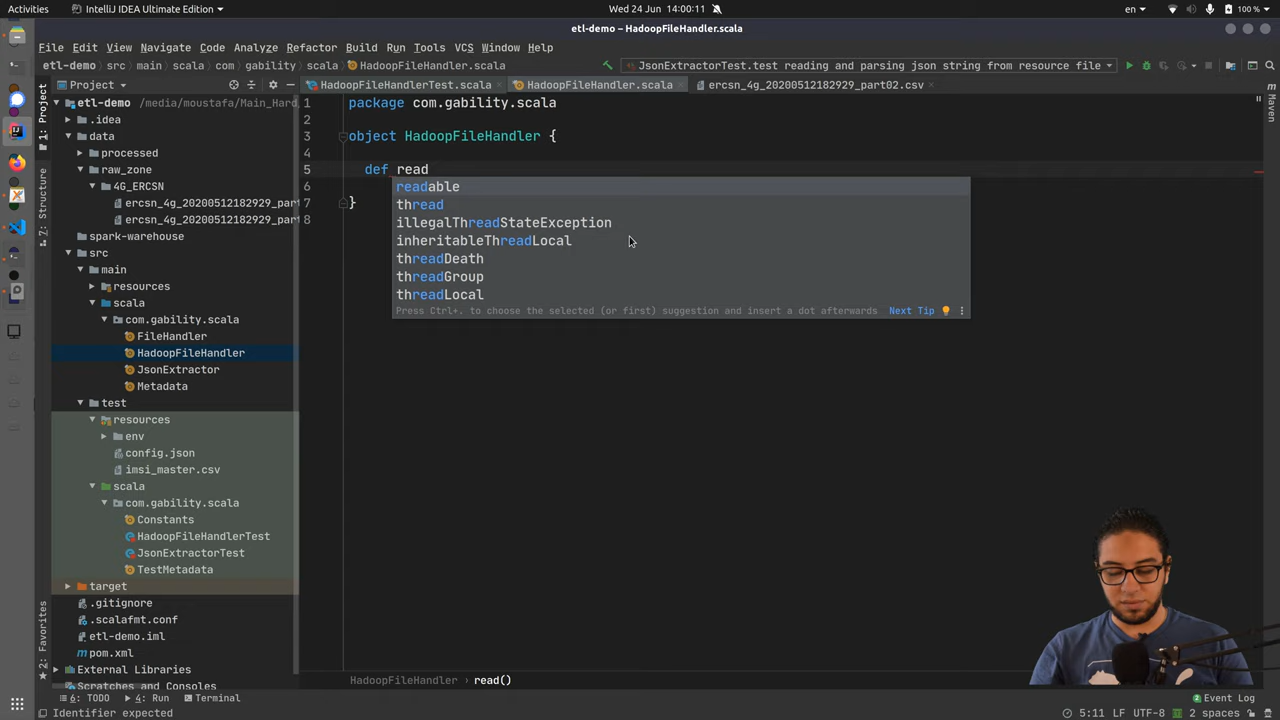 Activities
IntelliJ IDEA Ultimate Edition
Wed 24 Jun 14:00:11
en
100 %
etl-demo – HadoopFileHandler.scala
File Edit View Navigate Code Analyze Refactor Build Run Tools VCS Window Help
etl-demo › src › main › scala › com › gability › scala › HadoopFileHandler.scala
JsonExtractorTest.test reading and parsing json string from resource file
Project
HadoopFileHandlerTest.scala
HadoopFileHandler.scala
ercsn_4g_20200512182929_part02.csv
1: Project
7: Structure
2: Favorites
Maven
etl-demo /media/moustafa/Main_Hard
.idea
data
processed
raw_zone
4G_ERCSN
ercsn_4g_20200512182929_part
ercsn_4g_20200512182929_part
spark-warehouse
src
main
resources
scala
com.gability.scala
FileHandler
HadoopFileHandler
JsonExtractor
Metadata
test
resources
env
config.json
imsi_master.csv
scala
com.gability.scala
Constants
HadoopFileHandlerTest
JsonExtractorTest
TestMetadata
target
.gitignore
.scalafmt.conf
etl-demo.iml
pom.xml
External Libraries
Scratches and Consoles
1 package com.gability.scala
2
3 object HadoopFileHandler {
4
5 def read
6
7 }
8
readable
thread
illegalThreadStateException
inheritableThreadLocal
threadDeath
threadGroup
threadLocal
Press Ctrl+. to choose the selected (or first) suggestion and insert a dot afterwards Next Tip
HadoopFileHandler › read()
6: TODO
4: Run
Terminal
2 Event Log
Identifier expected
5:11 LF UTF-8 2 spaces